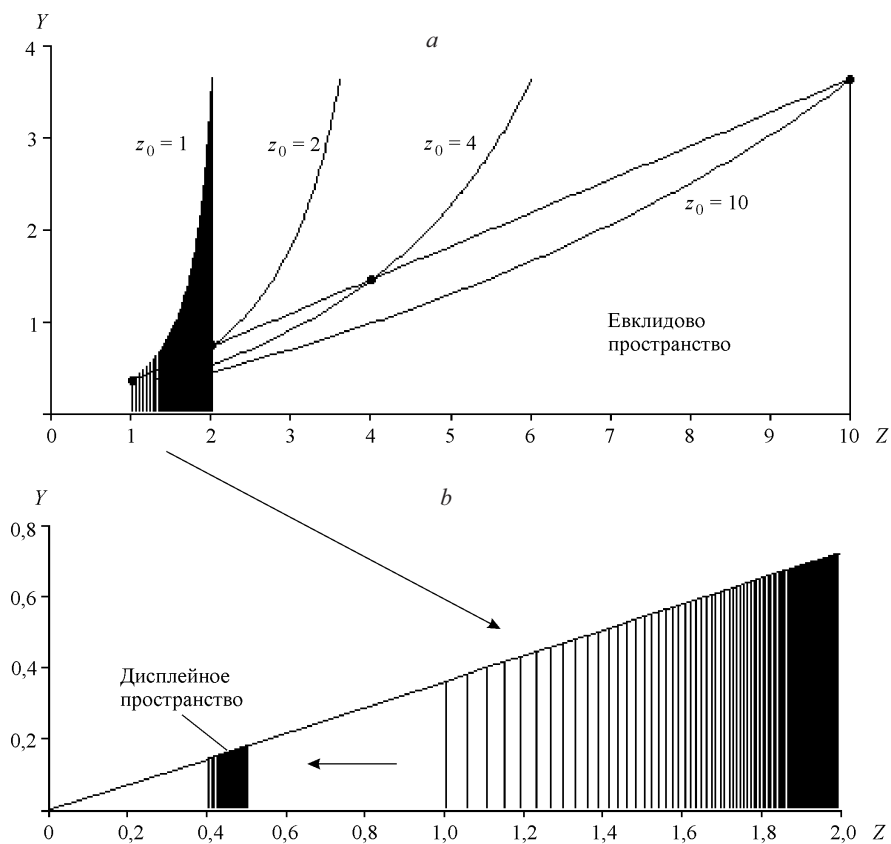 Y
a
4
z0 = 1
z0 = 2
z0 = 4
3
z0 = 10
2
1
Евклидово
пространство
0 1 2 3 4 5 6 7 8 9 10 Z
Y
b
0,8
0,6
Дисплейное
пространство
0,4
0,2
0 0,2 0,4 0,6 0,8 1,0 1,2 1,4 1,6 1,8 2,0 Z